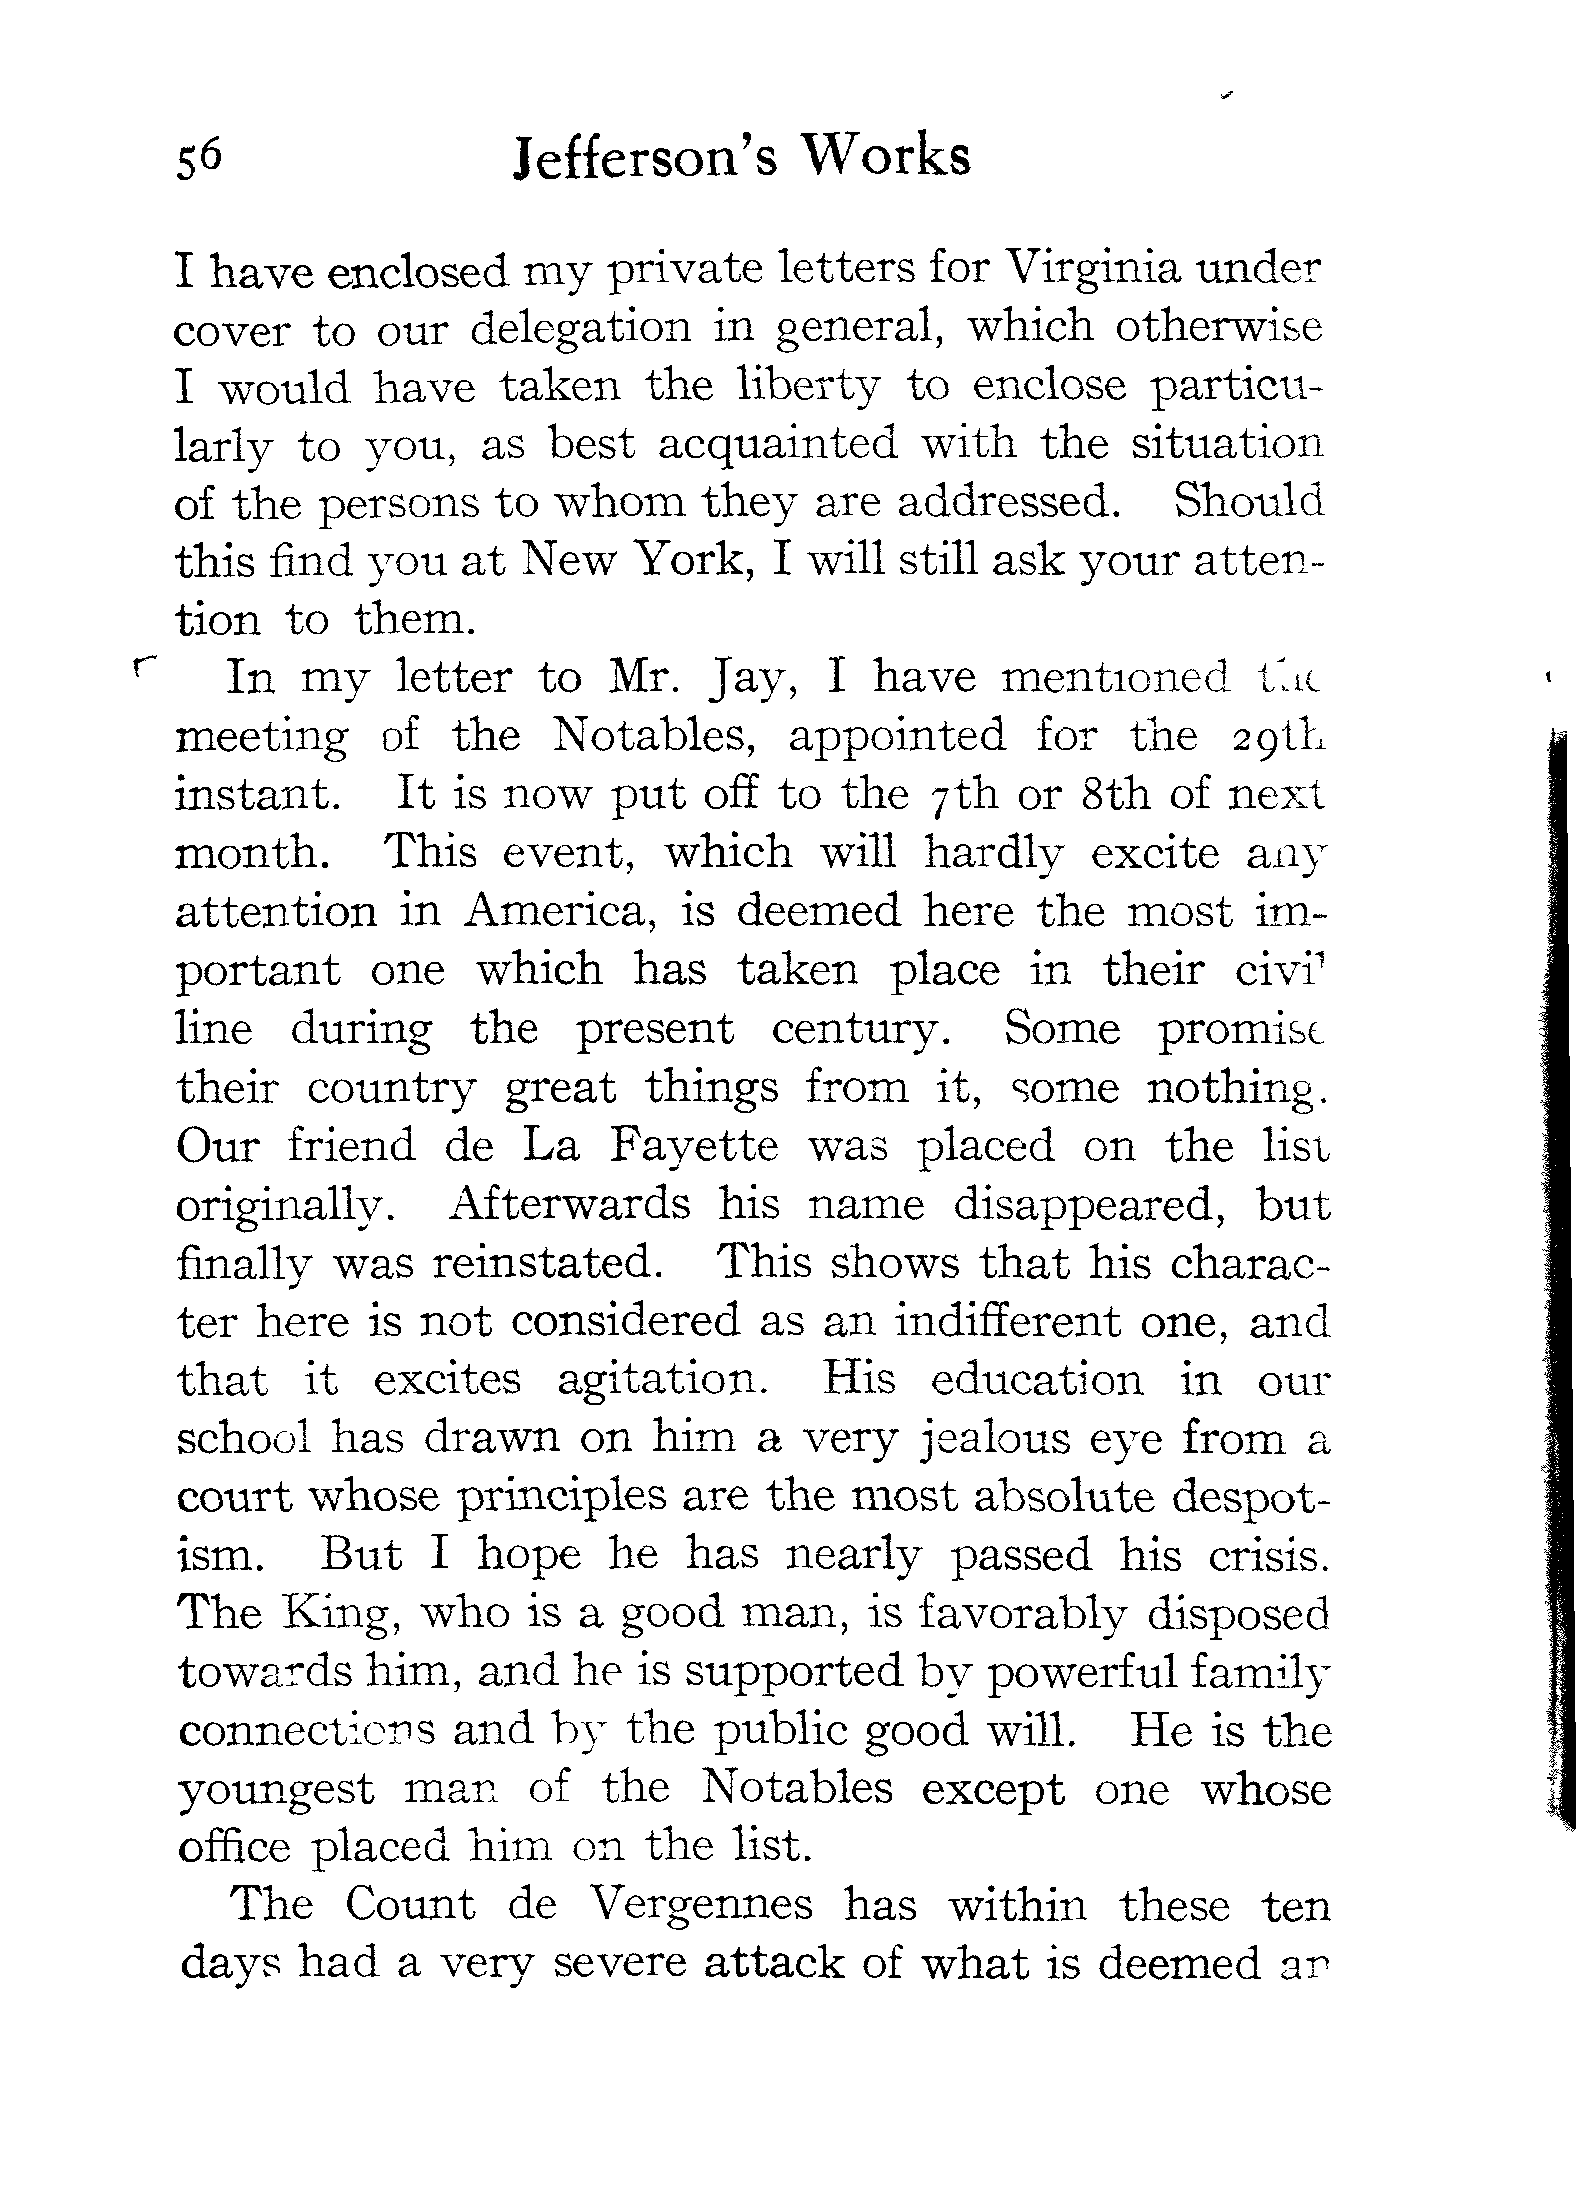 56 Jefferson's Works
I have enclosed my private letters for Virginia under
cover to our delegation in general, which otherwise
I would have taken the liberty to enclose particu-
larly to you, as best acquainted with the situation
of the persons to whom they are addressed. Should
this find you at New York, I will still ask your atten-
tion to them.
In my letter to Mr. Jay, I have mentioned the
meeting of the Notables, appointed for the 29th
instant. It is now put off to the 7th or 8th of next
month. This event, which will hardly excite any
attention in America, is deemed here the most im-
portant one which has taken place in their civil
line during the present century. Some promise
their country great things from it, some nothing.
Our friend de La Fayette was placed on the list
originally. Afterwards his name disappeared, but
finally was reinstated. This shows that his charac-
ter here is not considered as an indifferent one, and
that it excites agitation. His education in our
school has drawn on him a very jealous eye from a
court whose principles are the most absolute despot-
ism. But I hope he has nearly passed his crisis.
The King, who is a good man, is favorably disposed
towards him, and he is supported by powerful family
connections and by the public good will. He is the
youngest man of the Notables except one whose
office placed him on the list.
The Count de Vergennes has within these ten
days had a very severe attack of what is deemed an